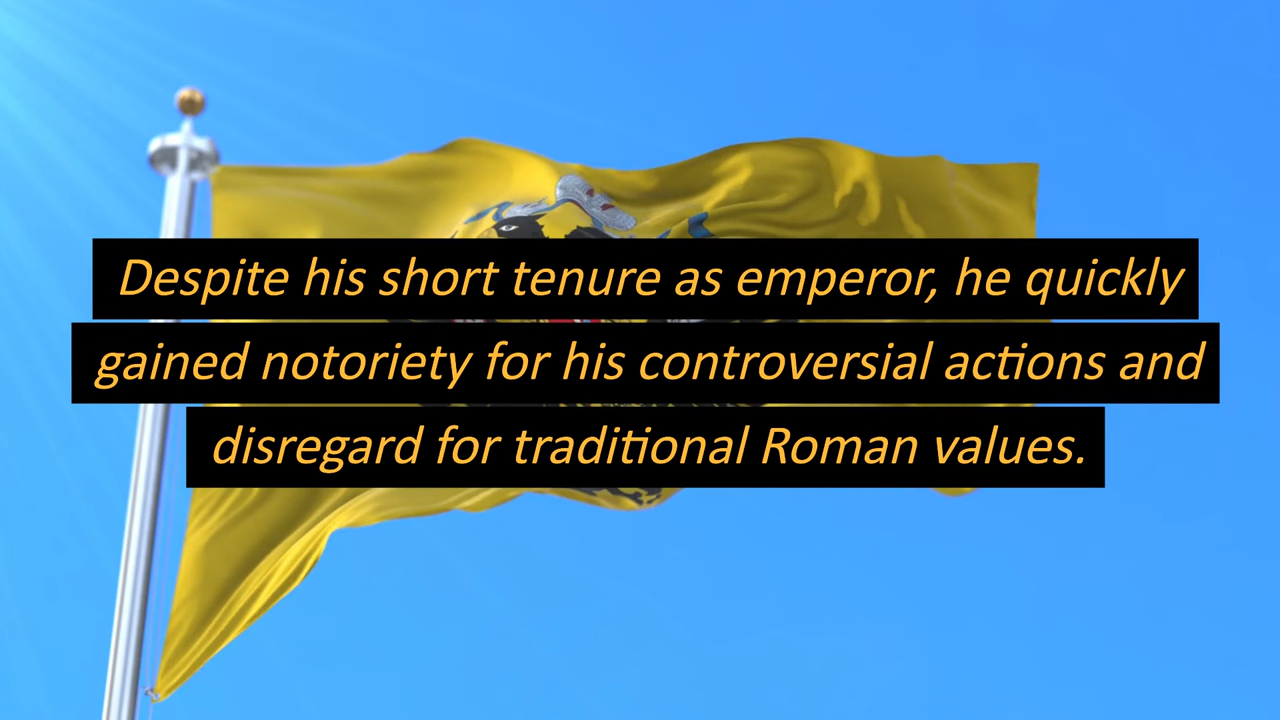 Despite his short tenure as emperor, he quickly
gained notoriety for his controversial actions and
disregard for traditional Roman values.